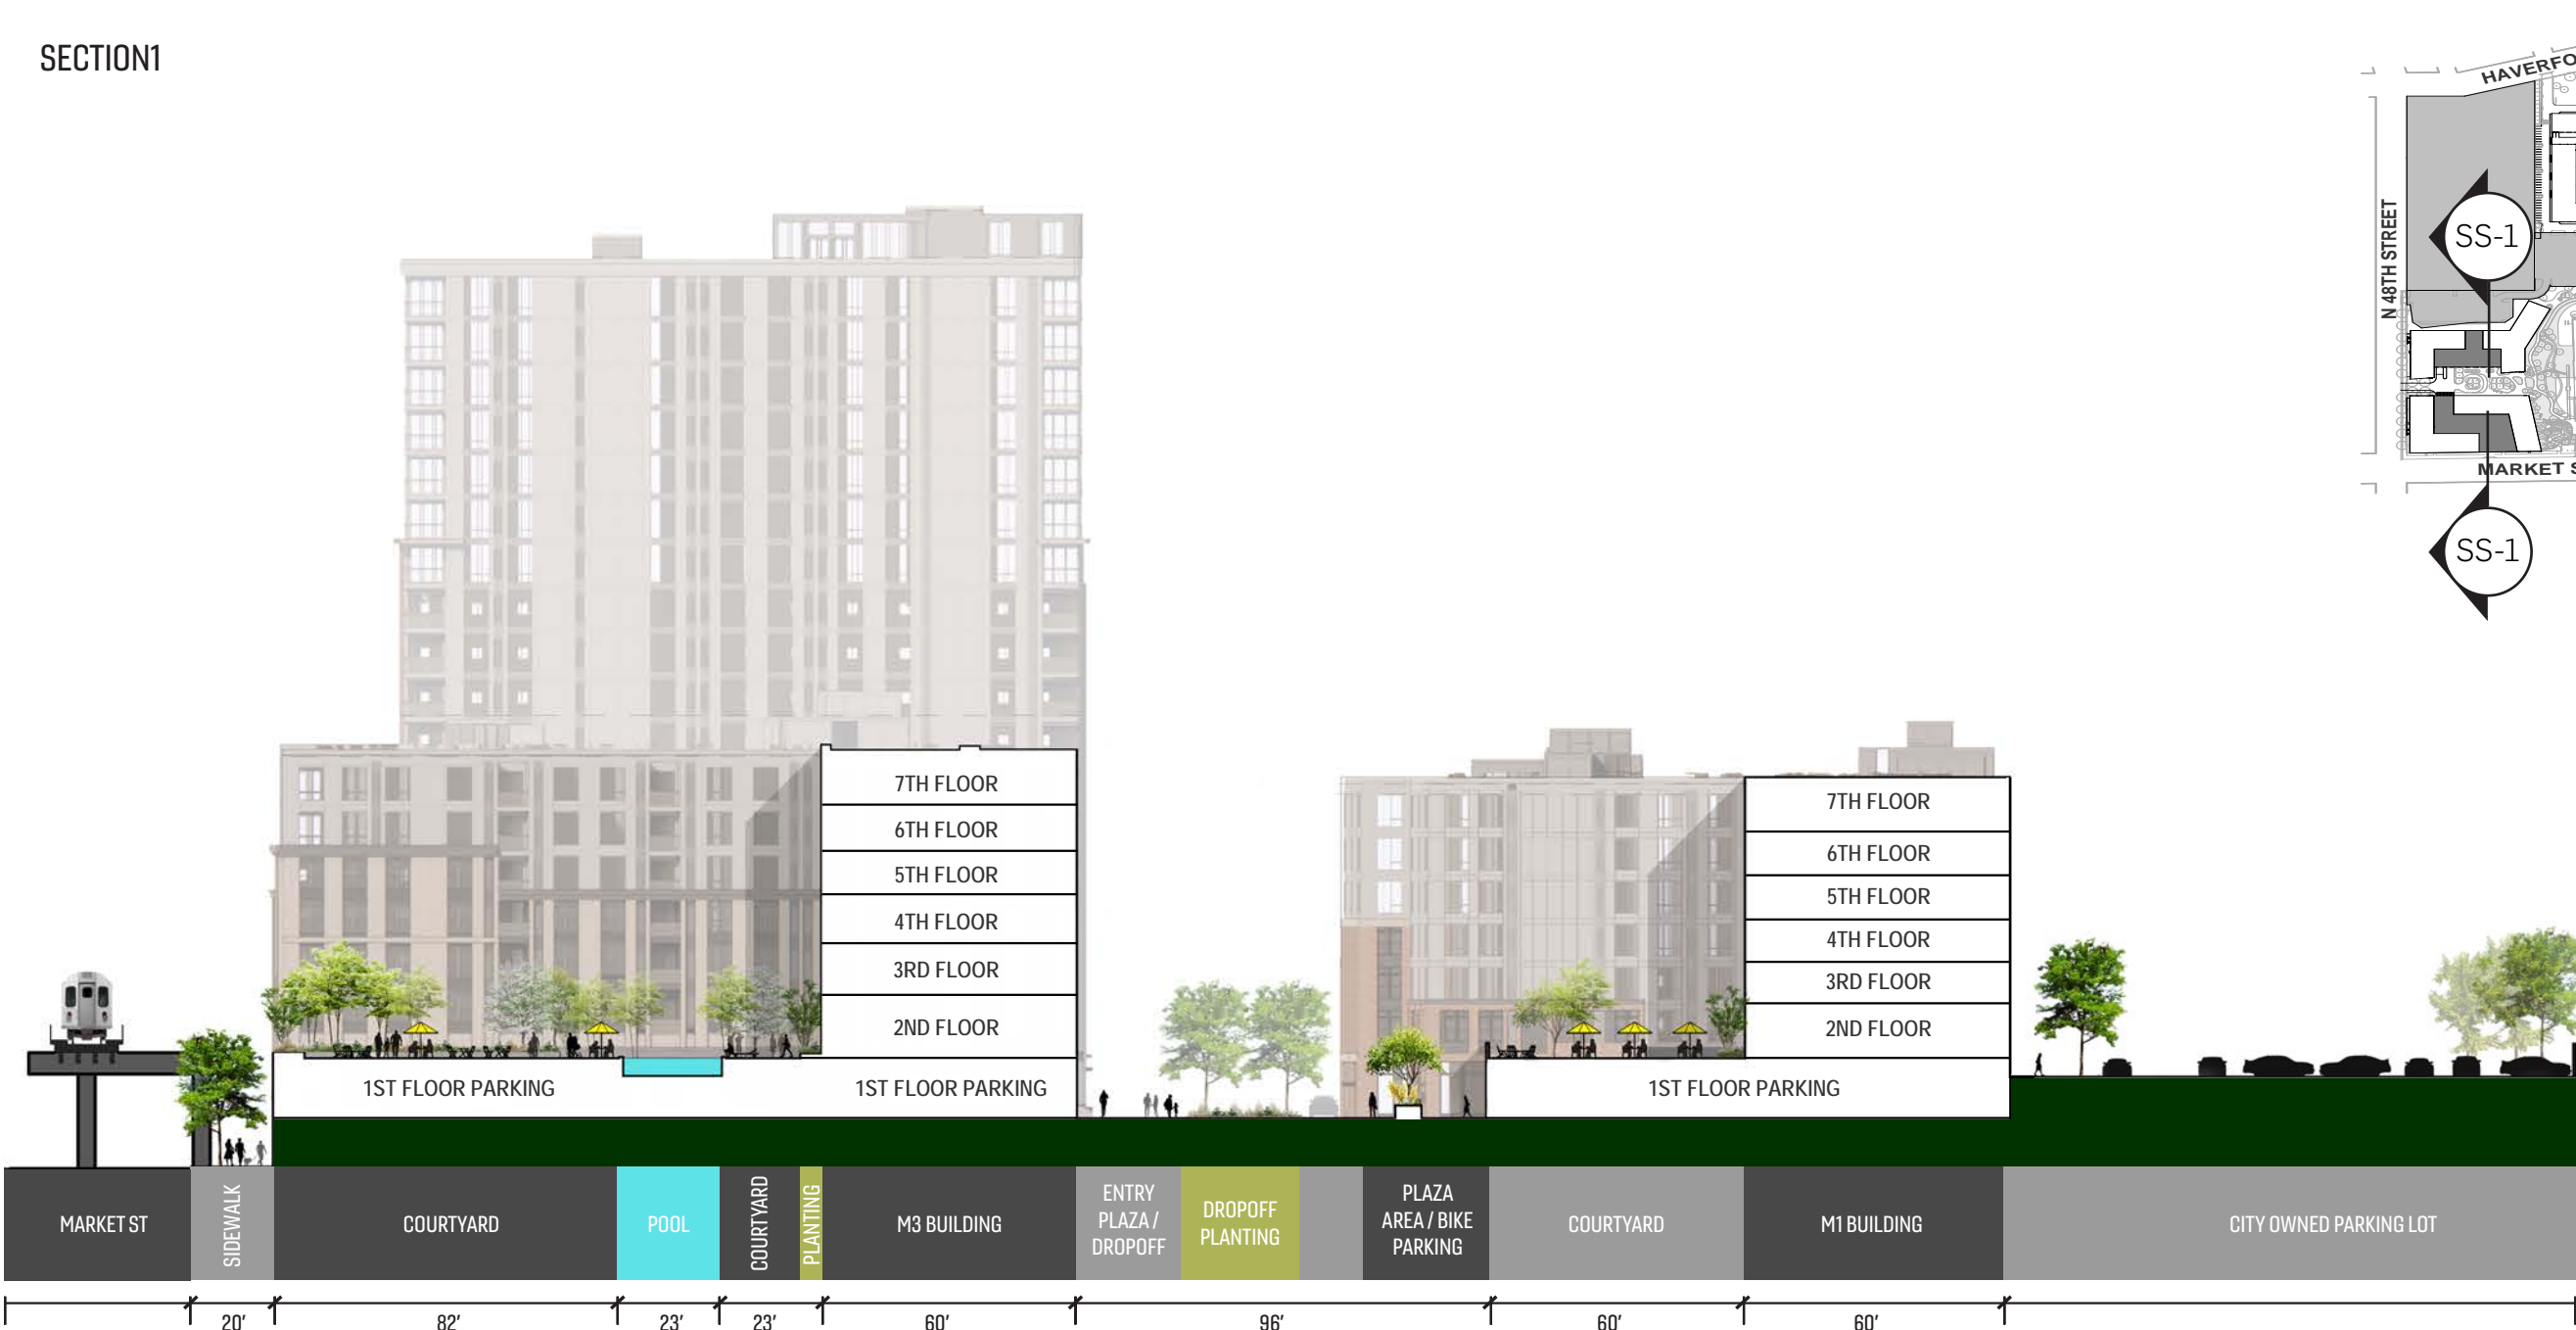 SECTION1
HAVERFO
N 48TH STREET
SS-1
MARKET S
SS-1
7TH FLOOR
6TH FLOOR
5TH FLOOR
4TH FLOOR
3RD FLOOR
2ND FLOOR
1ST FLOOR PARKING
1ST FLOOR PARKING
7TH FLOOR
6TH FLOOR
5TH FLOOR
4TH FLOOR
3RD FLOOR
2ND FLOOR
1ST FLOOR PARKING
MARKET ST
SIDEWALK
COURTYARD
POOL
COURTYARD
PLANTING
M3 BUILDING
ENTRY
PLAZA /
DROPOFF
DROPOFF
PLANTING
PLAZA
AREA / BIKE
PARKING
COURTYARD
M1 BUILDING
CITY OWNED PARKING LOT
20'
82'
23'
23'
60'
96'
60'
60'